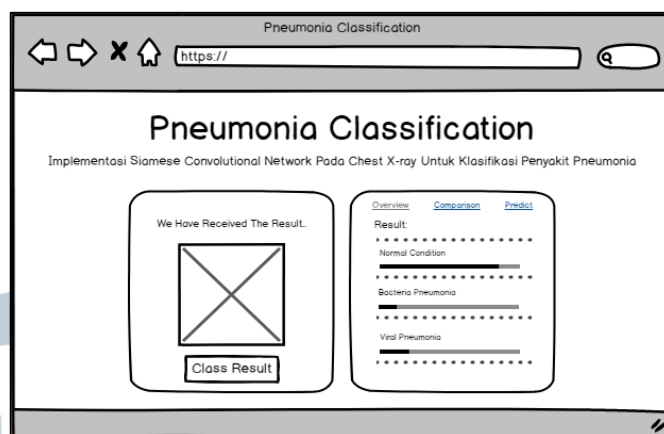 Pneumonia Classification
https://
Pneumonia Classification
Implementasi Siamese Convolutional Network Pada Chest X-ray Untuk Klasifikasi Penyakit Pneumonia
We Have Received The Result..
Class Result
Overview Comparison Predict
Result:
Normal Condition
Bacteria Pneumonia
Viral Pneumonia